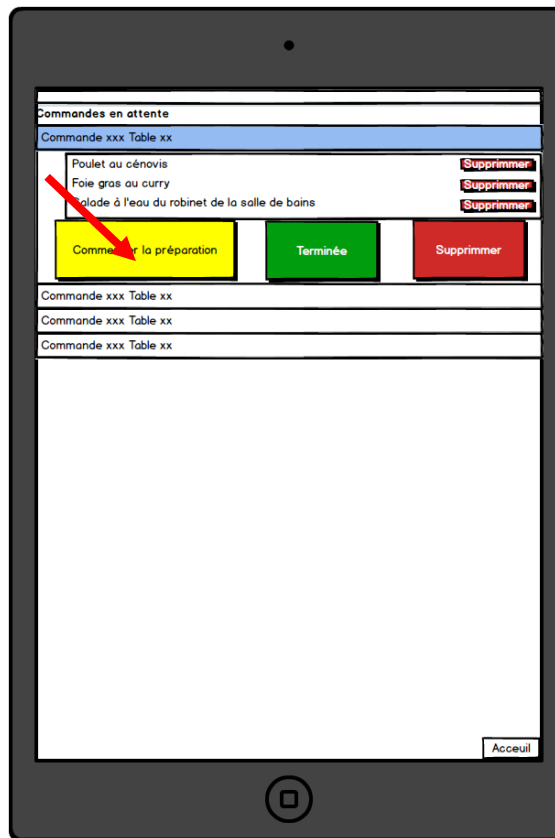 Commandes en attente
Commande xxx Table xx
Poulet au cénovis Supprimmer
Foie gras au curry Supprimmer
Salade à l'eau du robinet de la salle de bains Supprimmer
Commencer la préparation Terminée Supprimmer
Commande xxx Table xx
Commande xxx Table xx
Commande xxx Table xx
Acceuil